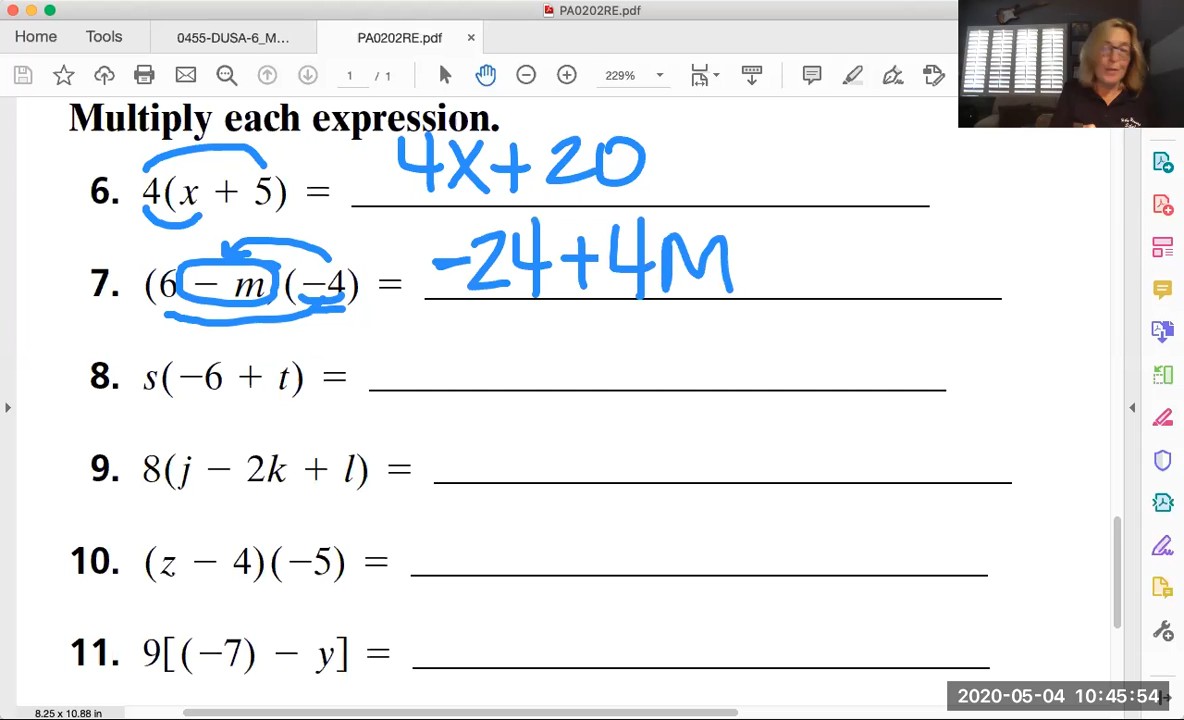 PA0202RE.pdf
Home Tools 0455-DUSA-6_M... PA0202RE.pdf ×
1 / 1 229%
Multiply each expression.
6. 4(x + 5) = 4X+20
7. (6 − m)(−4) = -24+4M
8. s(−6 + t) =
9. 8(j − 2k + l) =
10. (z − 4)(−5) =
11. 9[(−7) − y] =
8.25 x 10.88 in
2020-05-04 10:45:54